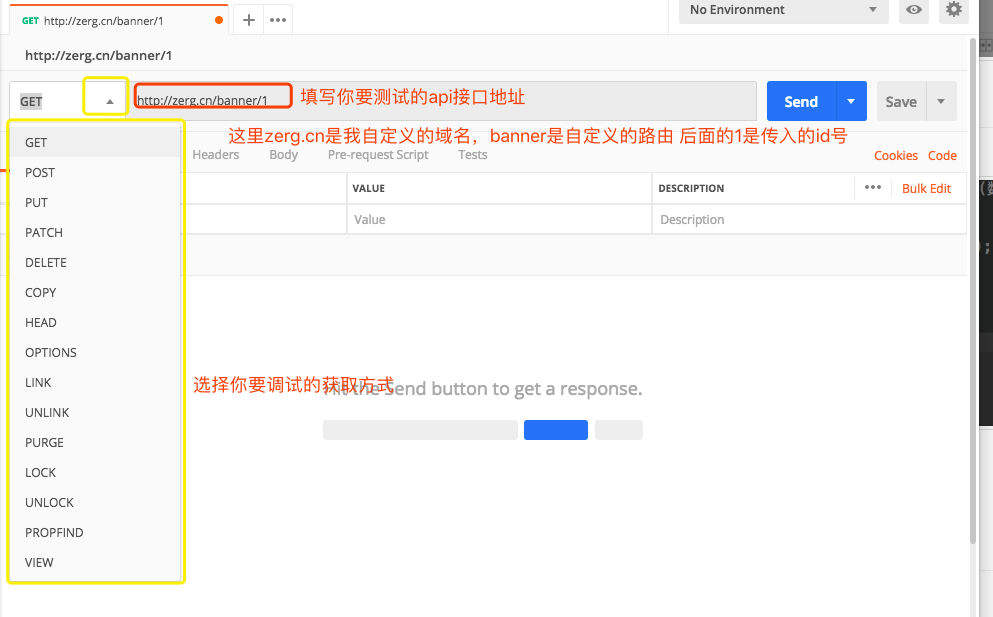 GET http://zerg.cn/banner/1
No Environment
http://zerg.cn/banner/1
GET
http://zerg.cn/banner/1
填写你要测试的api接口地址
Send
Save
这里zerg.cn是我自定义的域名，banner是自定义的路由 后面的1是传入的id号
Headers
Body
Pre-request Script
Tests
Cookies
Code
VALUE
DESCRIPTION
Bulk Edit
Value
Description
GET
POST
PUT
PATCH
DELETE
COPY
HEAD
OPTIONS
LINK
UNLINK
PURGE
LOCK
UNLOCK
PROPFIND
VIEW
选择你要调试的获取方式
Hit the Send button to get a response.